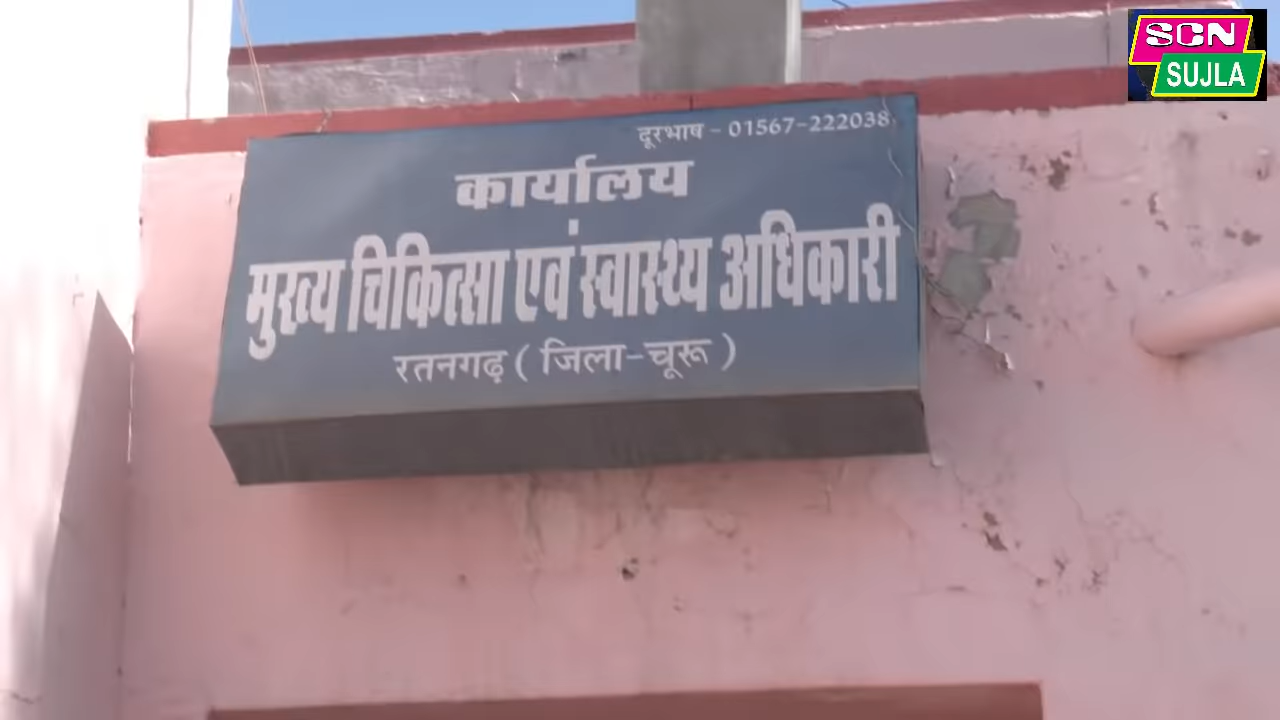 SCN
SUJLA
दूरभाष - 01567-222038
कार्यालय
मुख्य चिकित्सा एवं स्वास्थ्य अधिकारी
रतनगढ़ ( जिला-चूरू )